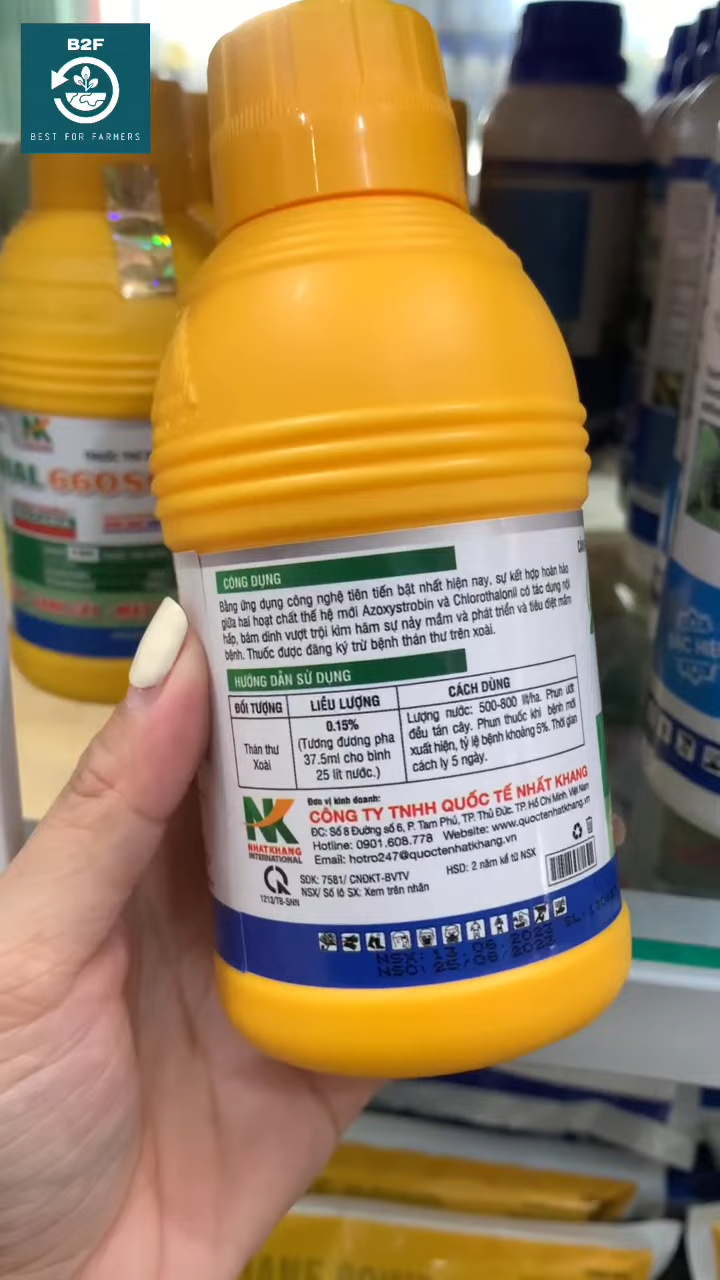 B2F
BEST FOR FARMERS
660S
CÔNG DỤNG
Bằng ứng dụng công nghệ tiên tiến bật nhất hiện nay, sự kết hợp hoàn hảo
giữa hai hoạt chất thế hệ mới Azoxystrobin và Chlorothalonil có tác dụng nội
hấp, bám dính vượt trội kìm hãm sự nảy mầm và phát triển và tiêu diệt mầm
bệnh. Thuốc được đăng ký trừ bệnh thán thư trên xoài.
HƯỚNG DẪN SỬ DỤNG
ĐỐI TƯỢNG LIỀU LƯỢNG CÁCH DÙNG
Thán thư
Xoài
0.15%
(Tương đương pha
37.5ml cho bình
25 lít nước.)
Lượng nước: 500-800 lít/ha. Phun ướt
đều tán cây. Phun thuốc khi bệnh mới
xuất hiện, tỷ lệ bệnh khoảng 5%. Thời gian
cách ly 5 ngày.
NK
NHATKHANG
INTERNATIONAL
Đơn vị kinh doanh:
CÔNG TY TNHH QUỐC TẾ NHẤT KHANG
ĐC: Số 8 Đường số 6, P. Tam Phú, TP. Thủ Đức, TP. Hồ Chí Minh, Việt Nam
Hotline: 0901.608.778 Website: www.quoctenhatkhang.vn
Email: hotro247@quoctenhatkhang.vn
1213/TB-SNN
SĐK: 7581/ CNĐKT-BVTV HSD: 2 năm kể từ NSX
NSX/ Số lô SX: Xem trên nhãn
NSX: